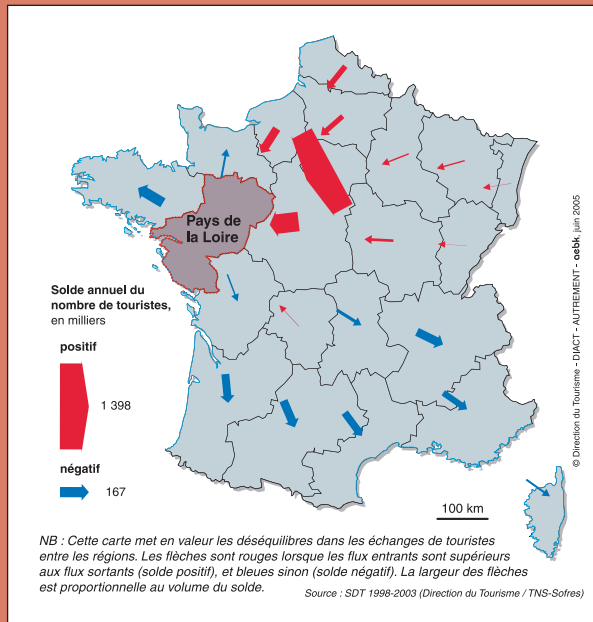 Pays de
la Loire
Solde annuel du
nombre de touristes,
en milliers
positif
1 398
négatif
167
100 km
© Direction du Tourisme - DIACT - AUTREMENT - aebk, juin 2005
NB : Cette carte met en valeur les déséquilibres dans les échanges de touristes
entre les régions. Les flèches sont rouges lorsque les flux entrants sont supérieurs
aux flux sortants (solde positif), et bleues sinon (solde négatif). La largeur des flèches
est proportionnelle au volume du solde.
Source : SDT 1998-2003 (Direction du Tourisme / TNS-Sofres)